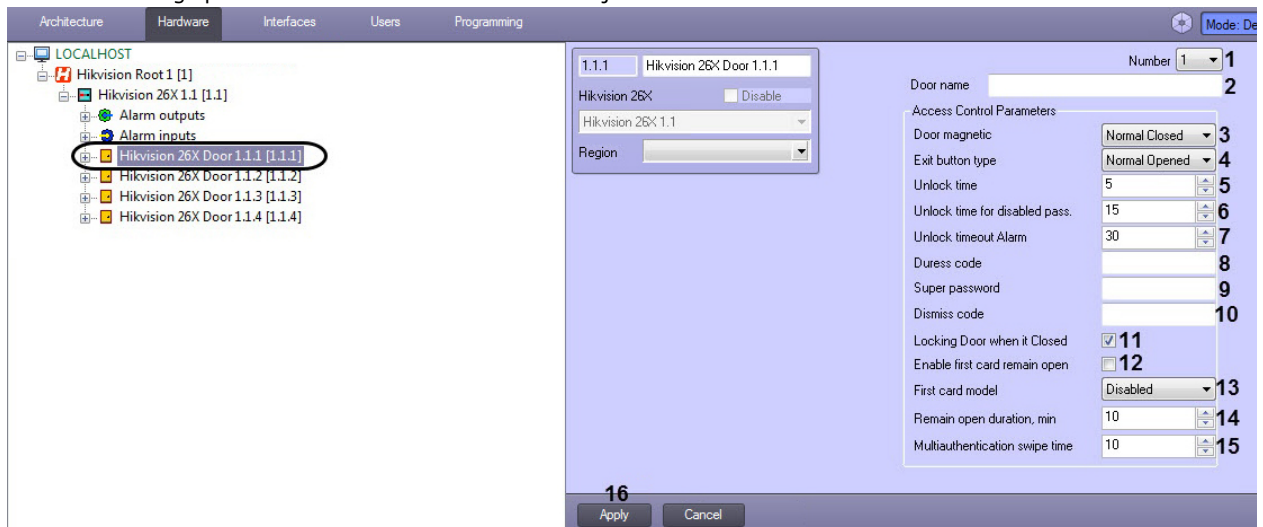 Architecture Hardware Interfaces Users Programming Mode: De
LOCALHOST
Hikvision Root 1 [1]
Hikvision 26X 1.1 [1.1]
Alarm outputs
Alarm inputs
Hikvision 26X Door 1.1.1 [1.1.1]
Hikvision 26X Door 1.1.2 [1.1.2]
Hikvision 26X Door 1.1.3 [1.1.3]
Hikvision 26X Door 1.1.4 [1.1.4]
1.1.1 Hikvision 26X Door 1.1.1
Hikvision 26X Disable
Hikvision 26X 1.1
Region
Number 1 1
Door name 2
Access Control Parameters
Door magnetic Normal Closed 3
Exit button type Normal Opened 4
Unlock time 5 5
Unlock time for disabled pass. 15 6
Unlock timeout Alarm 30 7
Duress code 8
Super password 9
Dismiss code 10
Locking Door when it Closed 11
Enable first card remain open 12
First card model Disabled 13
Remain open duration, min 10 14
Multiauthentication swipe time 10 15
16
Apply Cancel